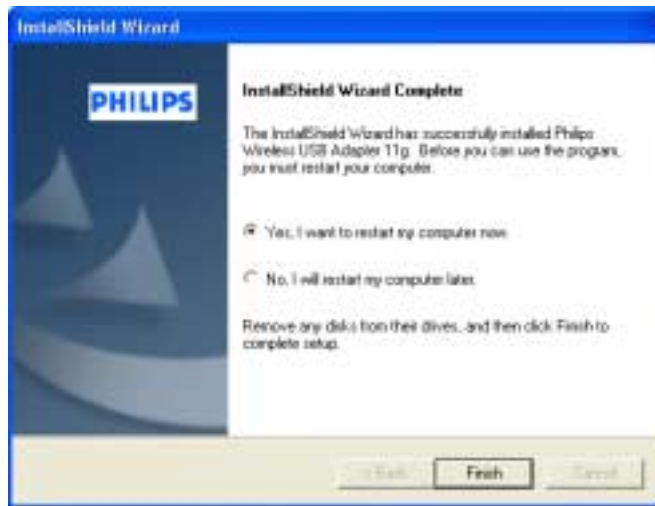 InstallShield Wizard
PHILIPS
InstallShield Wizard Complete
The InstallShield Wizard has successfully installed Philips
Wireless USB Adapter 11g. Before you can use the program,
you must restart your computer.
Yes, I want to restart my computer now.
No, I will restart my computer later.
Remove any disks from their drives, and then click Finish to
complete setup.
< Back
Finish
Cancel